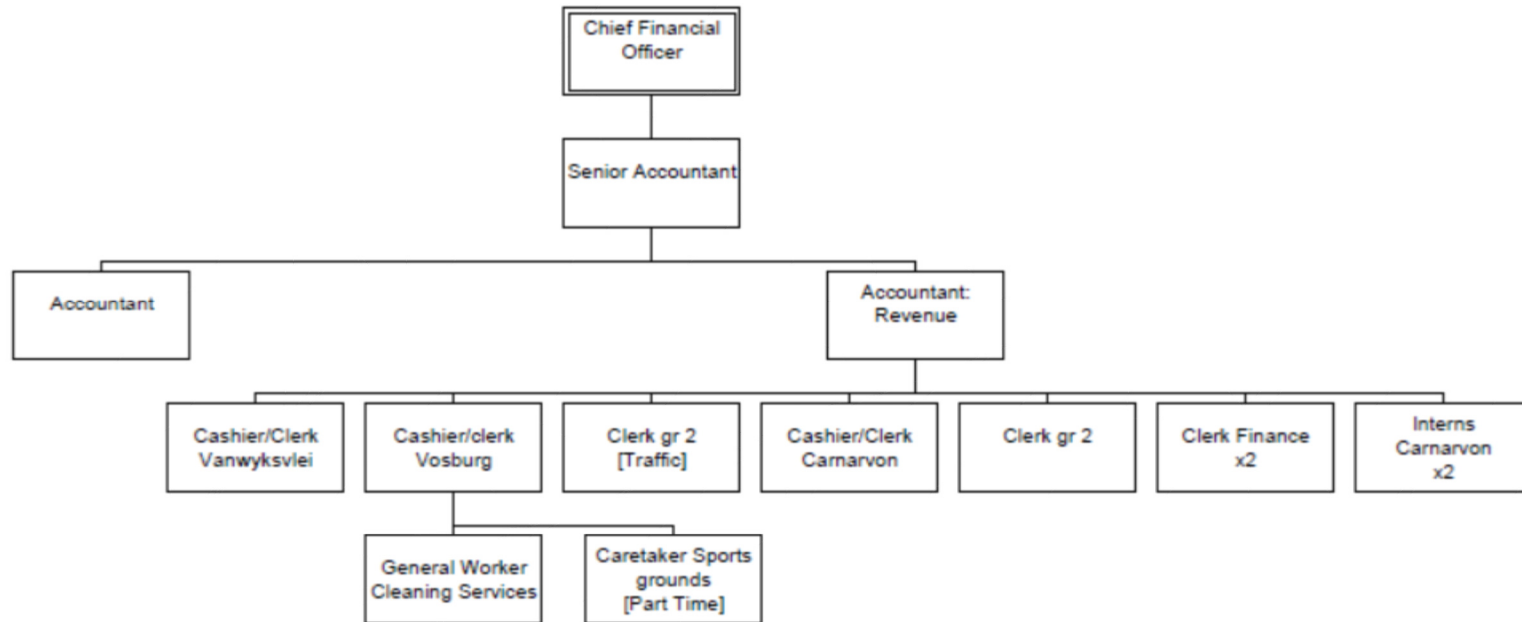 Chief Financial
Officer
Senior Accountant
Accountant
Accountant:
Revenue
Cashier/Clerk
Vanwyksvlei
Cashier/clerk
Vosburg
Clerk gr 2
[Traffic]
Cashier/Clerk
Carnarvon
Clerk gr 2
Clerk Finance
x2
Interns
Carnarvon
x2
General Worker
Cleaning Services
Caretaker Sports
grounds
[Part Time]